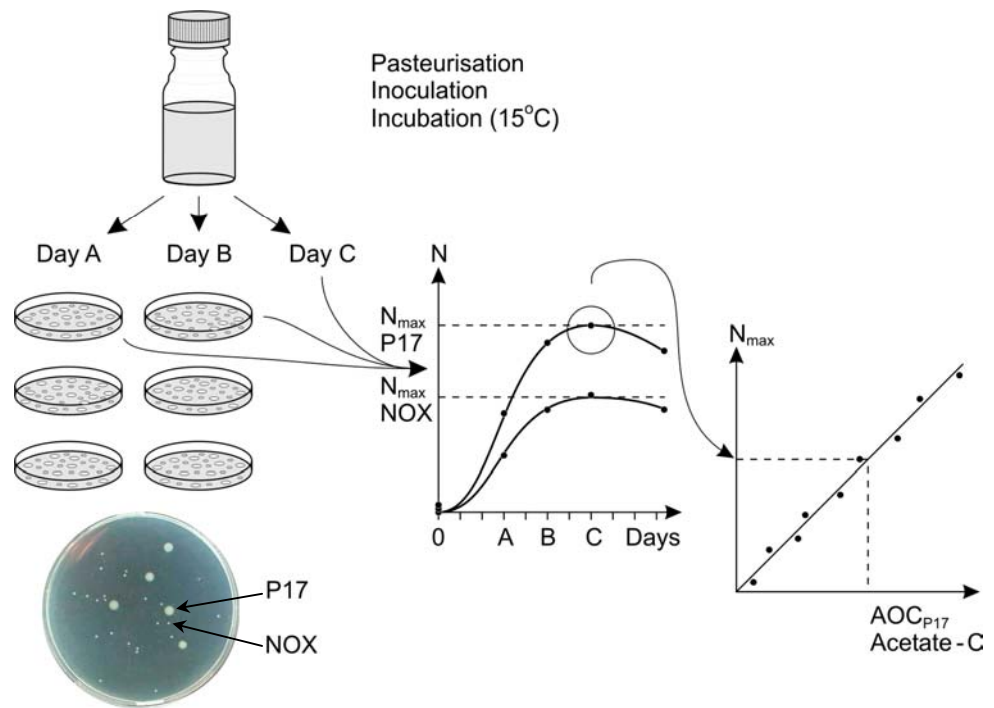 Pasteurisation
Inoculation
Incubation (15°C)
Day A
Day B
Day C
N
Nmax
P17
Nmax
NOX
0
A
B
C
Days
Nmax
AOCP17
Acetate - C
P17
NOX